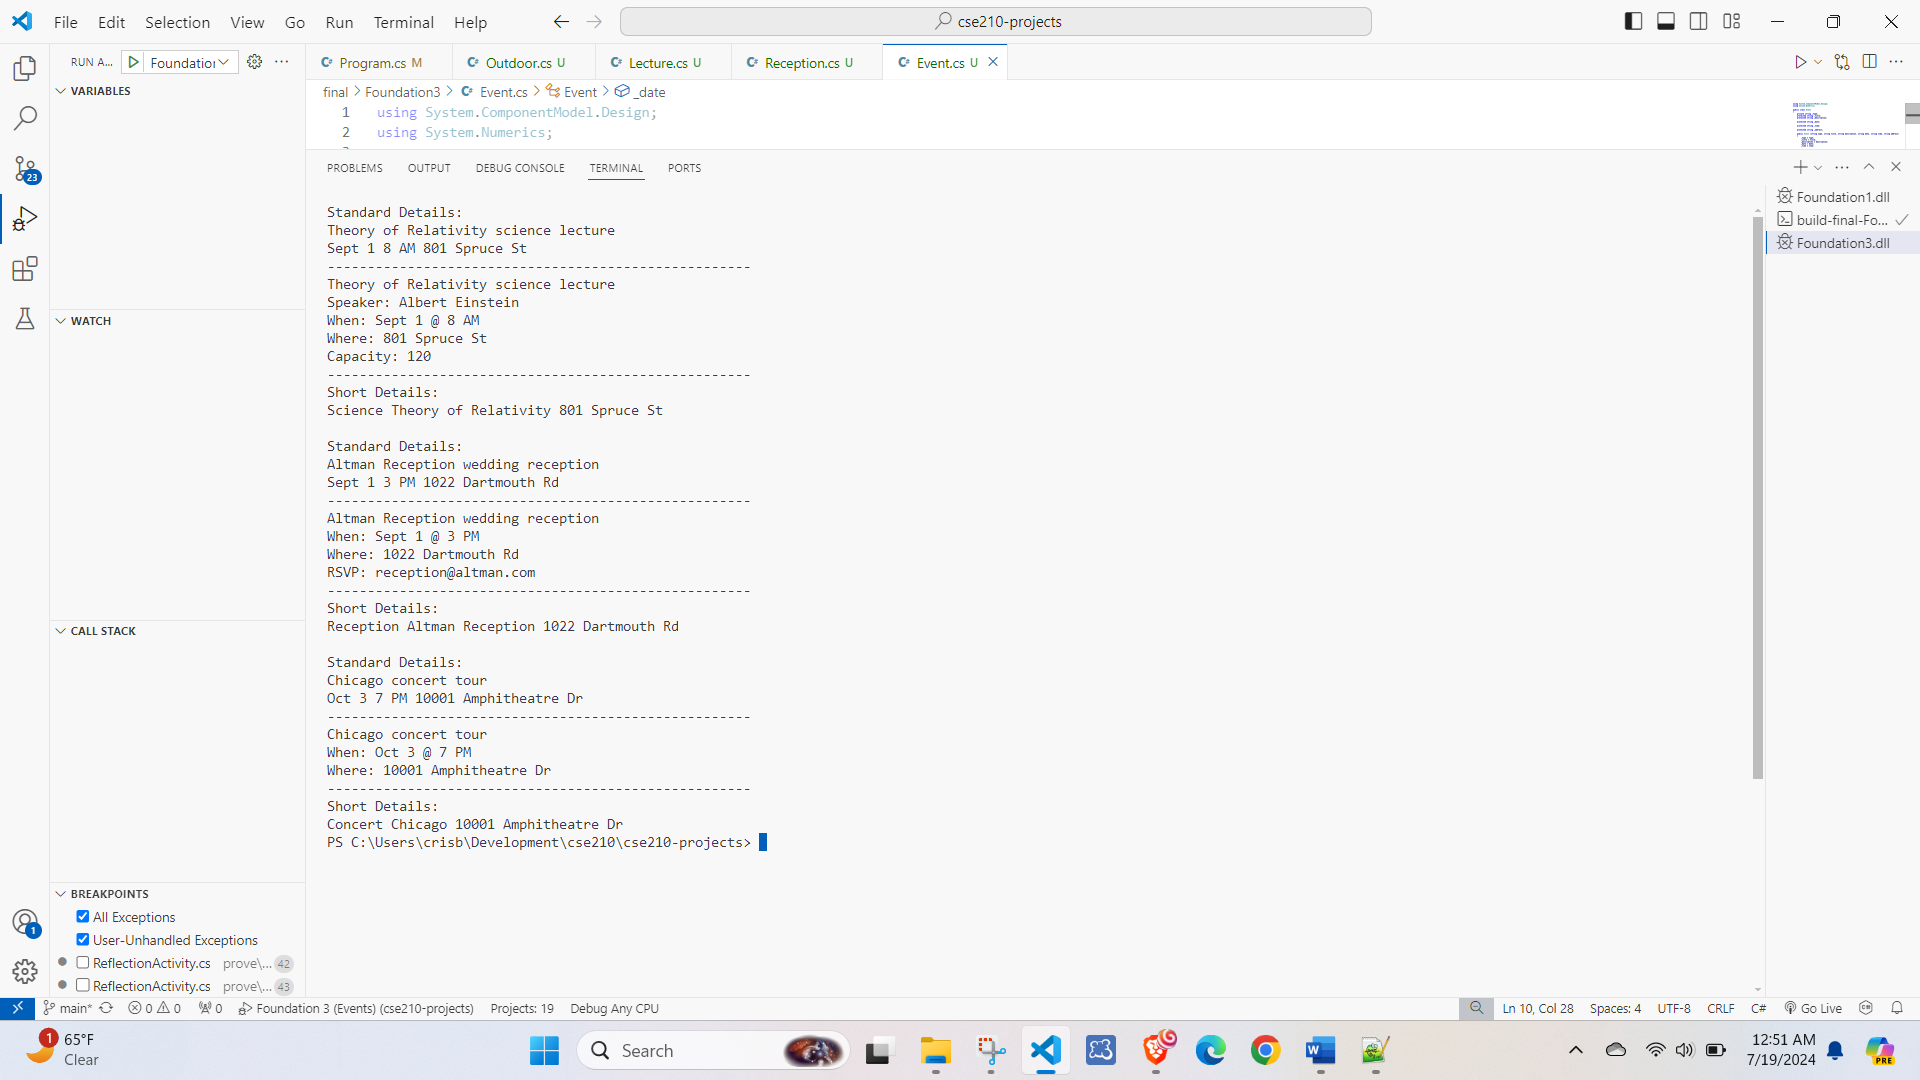 File Edit Selection View Go Run Terminal Help
cse210-projects
RUN A... Foundation
Program.cs M
Outdoor.cs U
Lecture.cs U
Reception.cs U
Event.cs U
final > Foundation3 > Event.cs > Event > _date
1 using System.ComponentModel.Design;
2 using System.Numerics;
VARIABLES
WATCH
CALL STACK
BREAKPOINTS
All Exceptions
User-Unhandled Exceptions
ReflectionActivity.cs prove\... 42
ReflectionActivity.cs prove\... 43
23
1
PROBLEMS OUTPUT DEBUG CONSOLE TERMINAL PORTS
Standard Details:
Theory of Relativity science lecture
Sept 1 8 AM 801 Spruce St
-----------------------------------------------------
Theory of Relativity science lecture
Speaker: Albert Einstein
When: Sept 1 @ 8 AM
Where: 801 Spruce St
Capacity: 120
-----------------------------------------------------
Short Details:
Science Theory of Relativity 801 Spruce St
Standard Details:
Altman Reception wedding reception
Sept 1 3 PM 1022 Dartmouth Rd
-----------------------------------------------------
Altman Reception wedding reception
When: Sept 1 @ 3 PM
Where: 1022 Dartmouth Rd
RSVP: reception@altman.com
-----------------------------------------------------
Short Details:
Reception Altman Reception 1022 Dartmouth Rd
Standard Details:
Chicago concert tour
Oct 3 7 PM 10001 Amphitheatre Dr
-----------------------------------------------------
Chicago concert tour
When: Oct 3 @ 7 PM
Where: 10001 Amphitheatre Dr
-----------------------------------------------------
Short Details:
Concert Chicago 10001 Amphitheatre Dr
PS C:\Users\crisb\Development\cse210\cse210-projects>
Foundation1.dll
build-final-Fo...
Foundation3.dll
main* 0 0 0 Foundation 3 (Events) (cse210-projects) Projects: 19 Debug Any CPU
Ln 10, Col 28 Spaces: 4 UTF-8 CRLF C# Go Live
1 65°F
Clear
Search
12:51 AM
7/19/2024
PRE